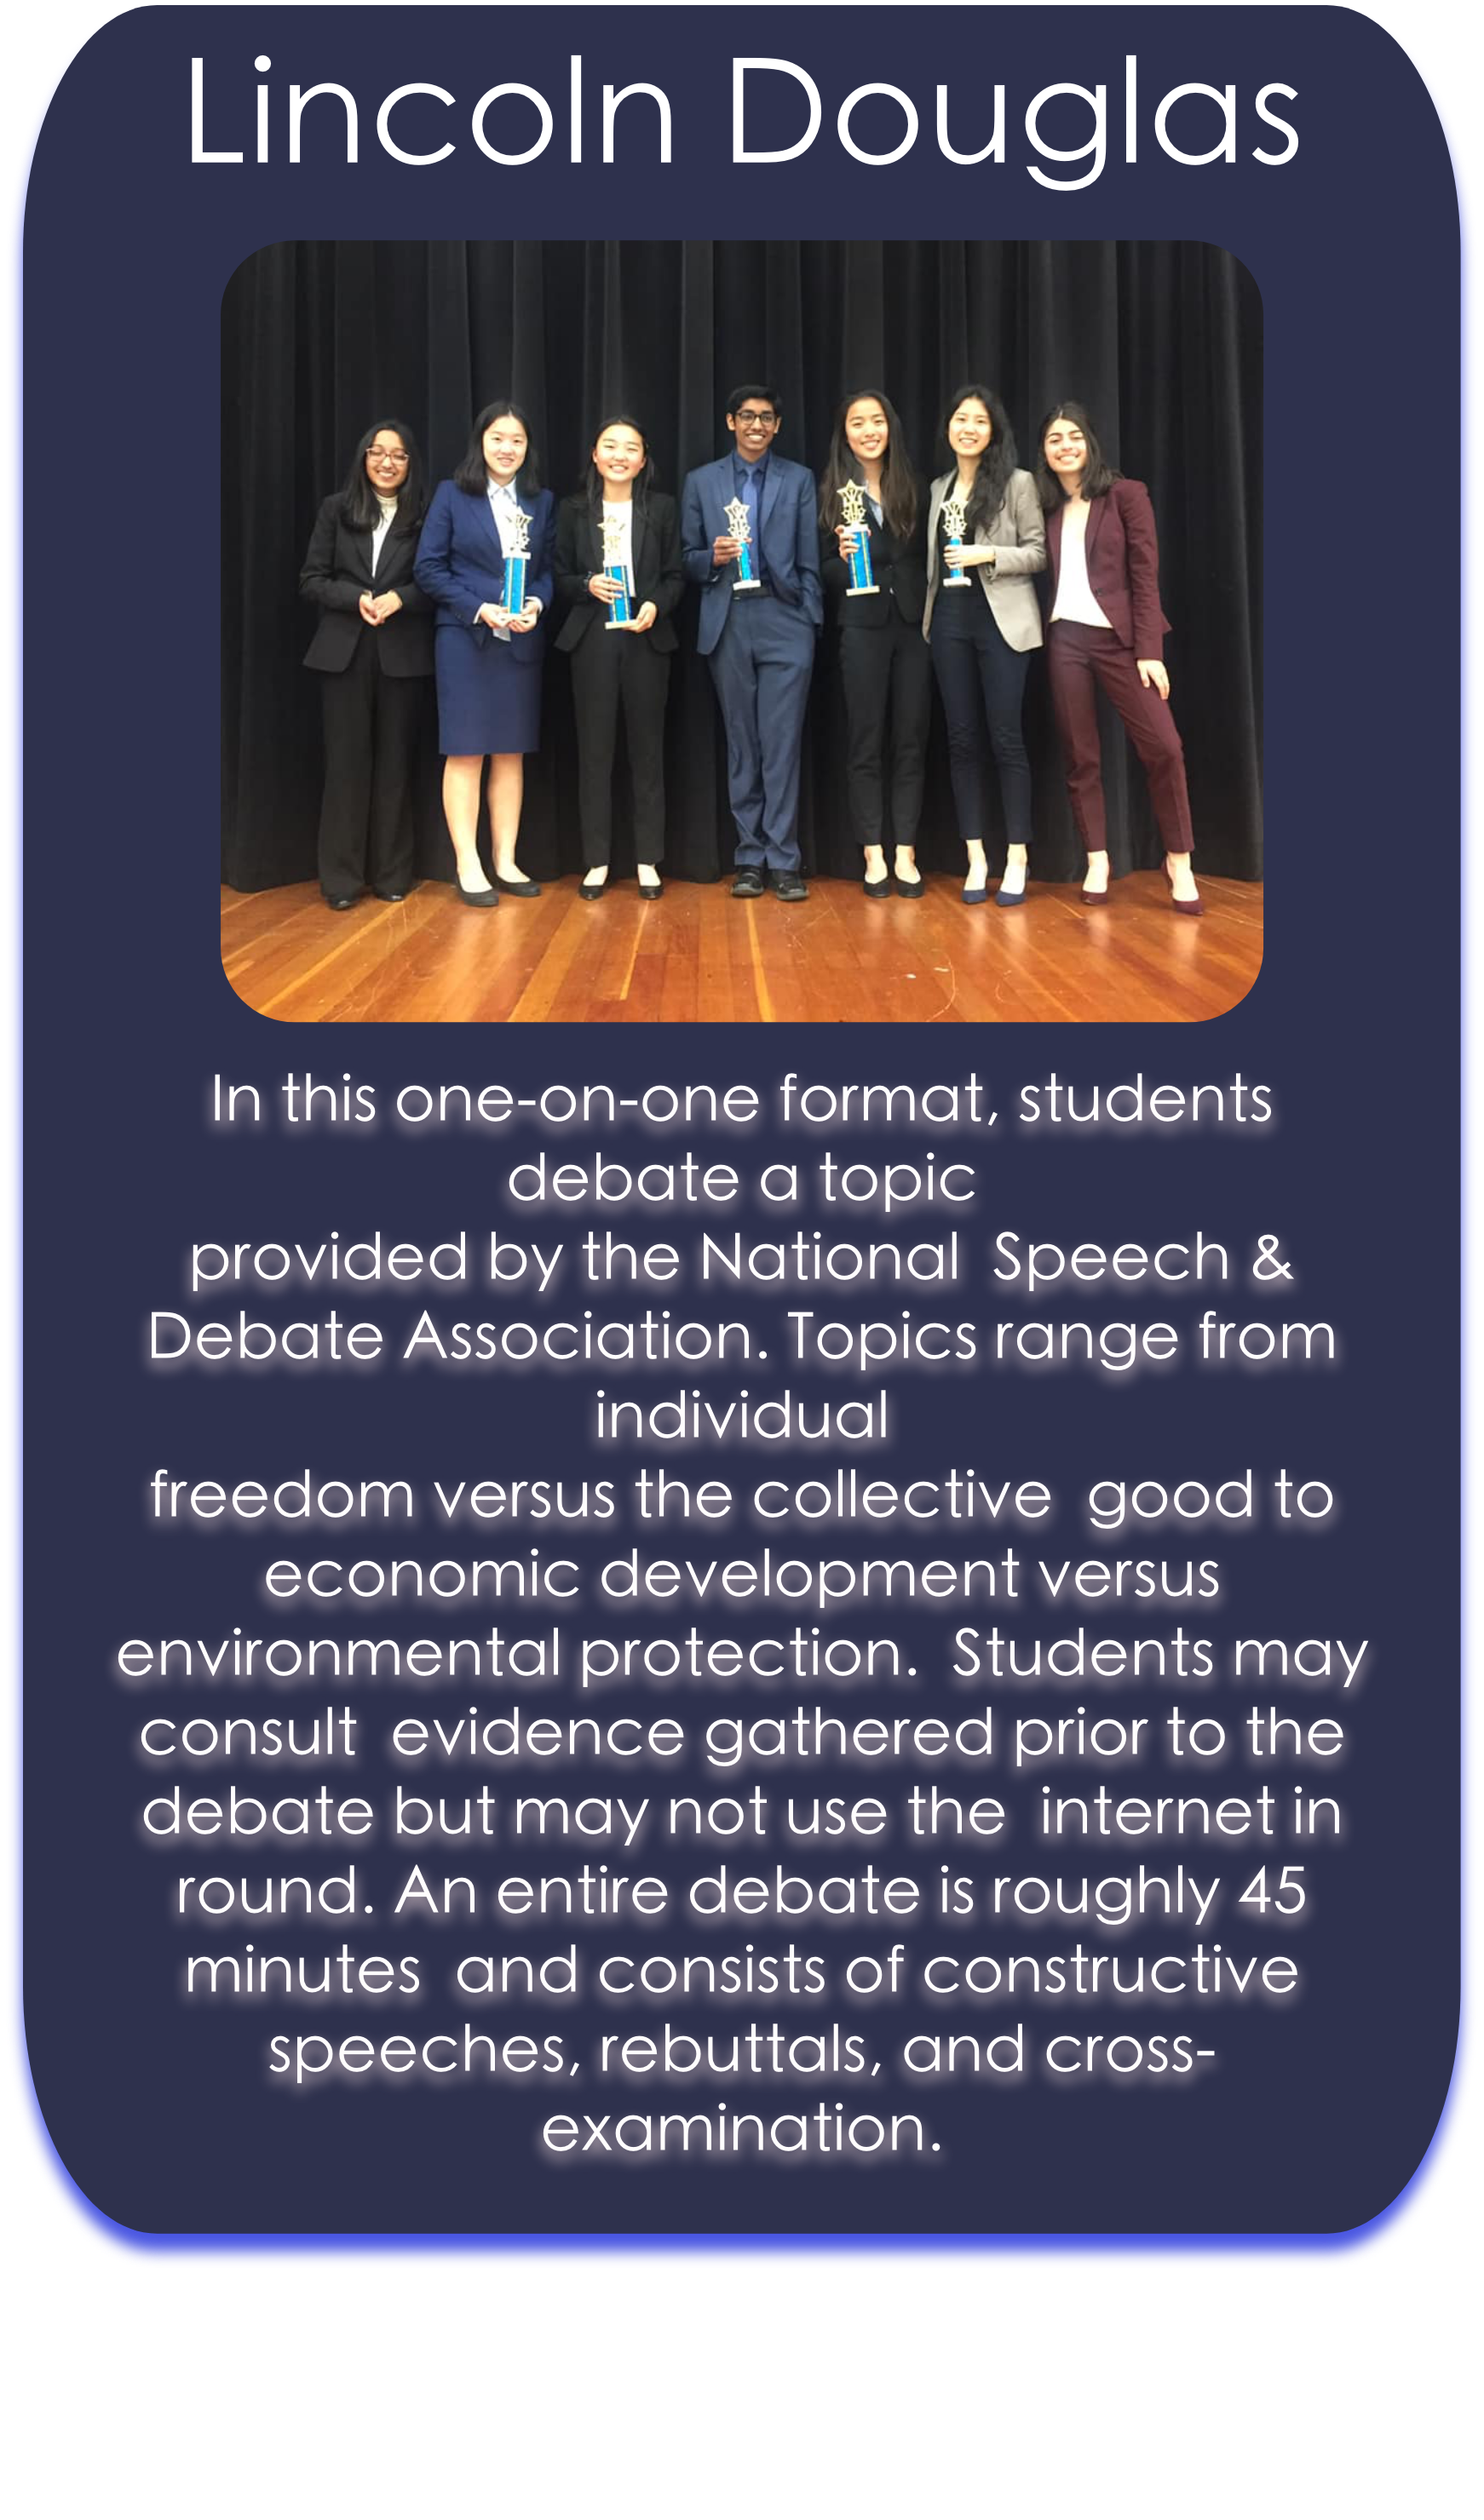 Lincoln Douglas
In this one-on-one format, students
debate a topic
provided by the National  Speech &
Debate Association. Topics range from
individual
freedom versus the collective  good to
economic development versus
environmental protection.  Students may
consult  evidence gathered prior to the
debate but may not use the  internet in
round. An entire debate is roughly 45
minutes  and consists of constructive
speeches, rebuttals, and cross-
examination.